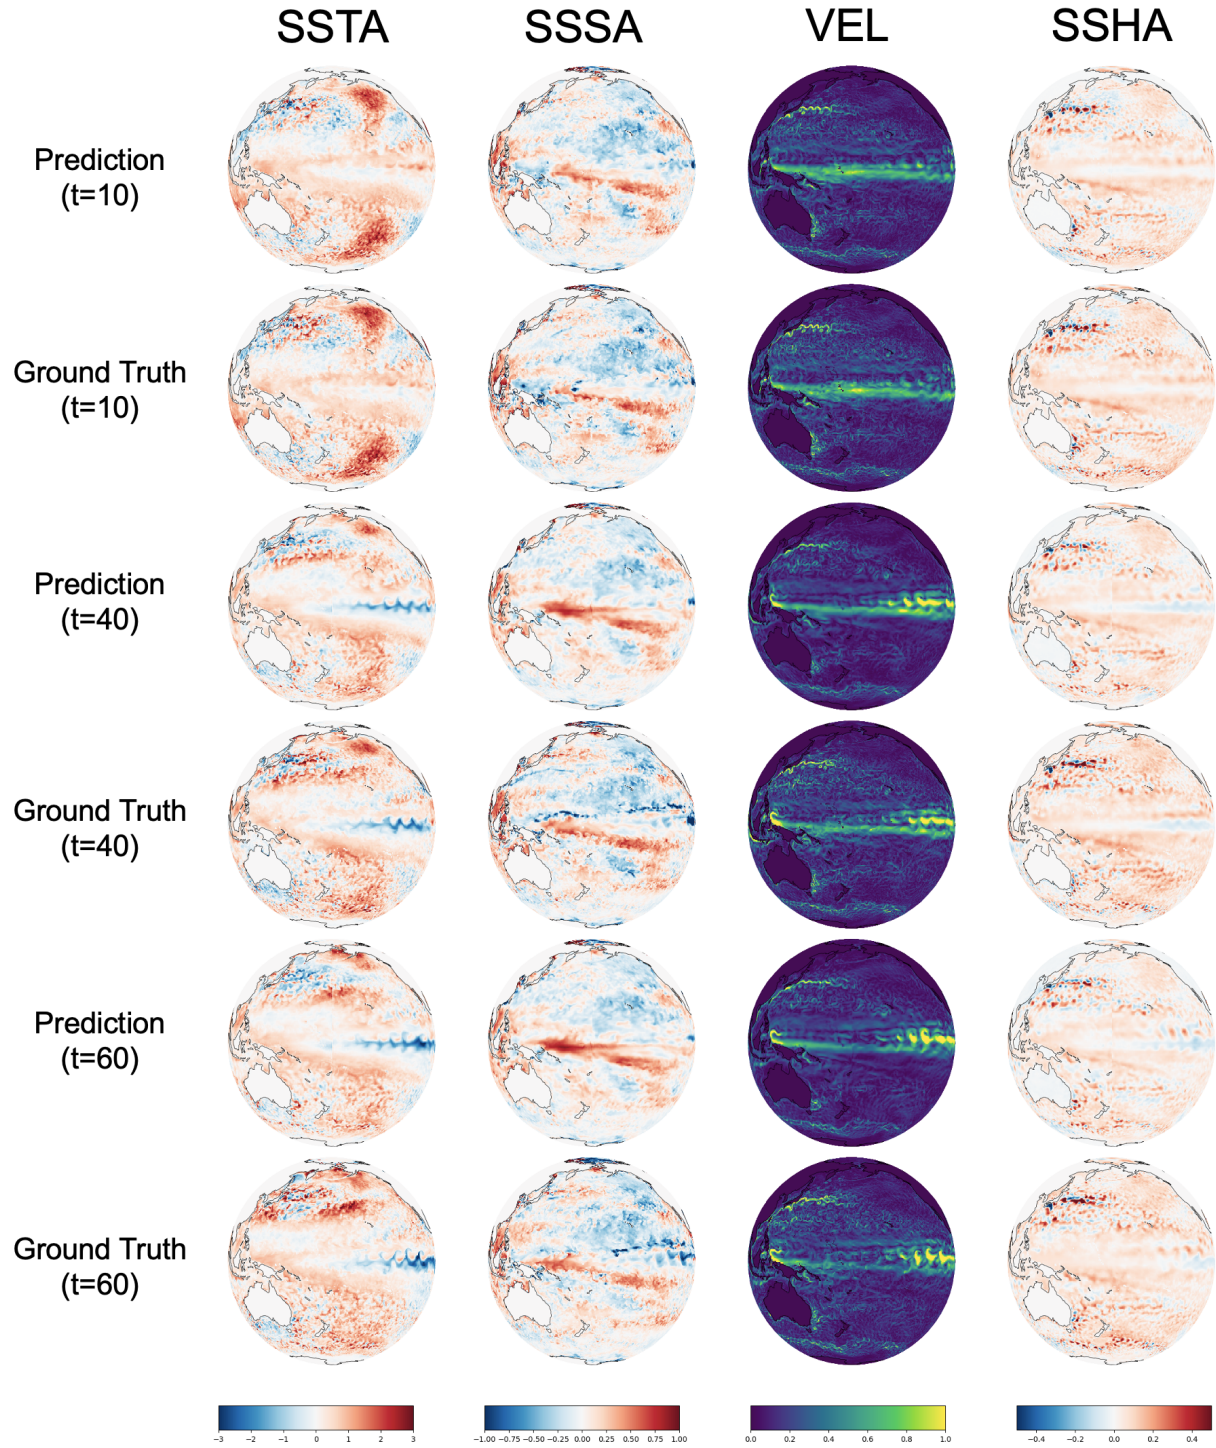 SSTA SSSA VEL SSHA
Prediction
(t=10)
Ground Truth
(t=10)
Prediction
(t=40)
Ground Truth
(t=40)
Prediction
(t=60)
Ground Truth
(t=60)
−3 −2 −1 0 1 2 3 −1.00 −0.75 −0.50 −0.25 0.00 0.25 0.50 0.75 1.00 0.0 0.2 0.4 0.6 0.8 1.0 −0.4 −0.2 0.0 0.2 0.4